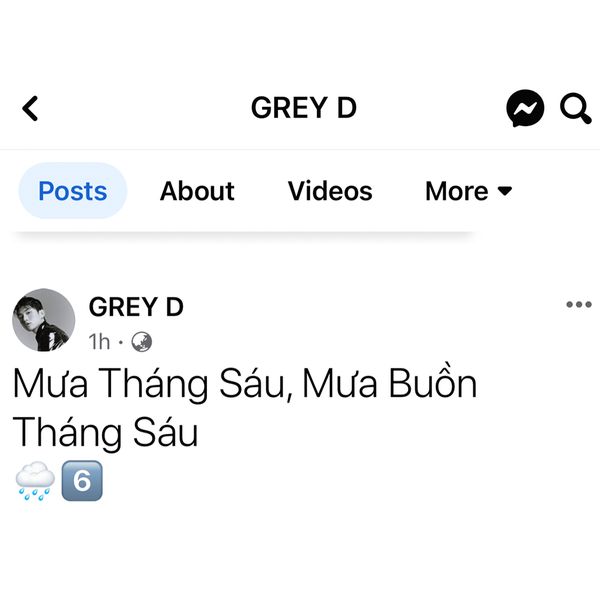 GREY D
Posts About Videos More
GREY D
1h ·
Mưa Tháng Sáu, Mưa Buồn
Tháng Sáu
🌧️6️⃣